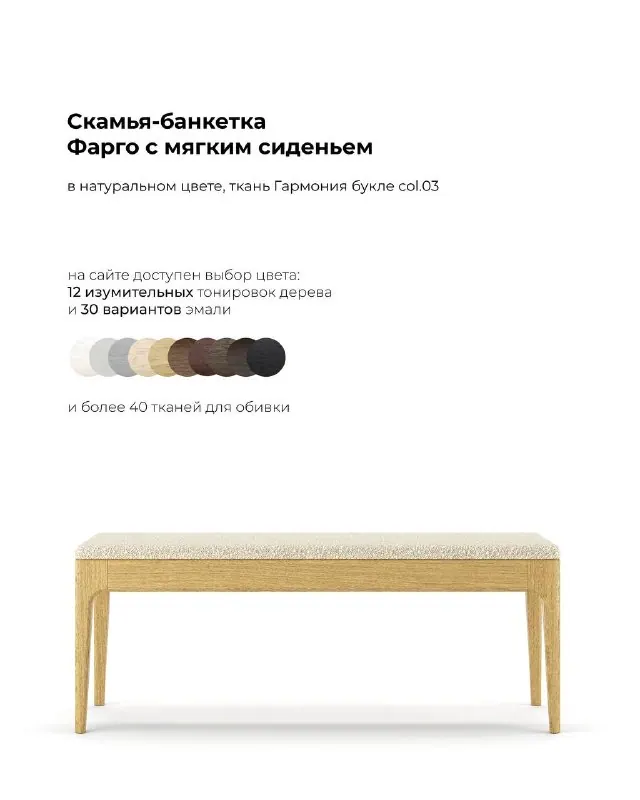 Скамья-банкетка
Фарго с мягким сиденьем
в натуральном цвете, ткань Гармония букле col.03
на сайте доступен выбор цвета:
12 изумительных тонировок дерева
и 30 вариантов эмали
и более 40 тканей для обивки